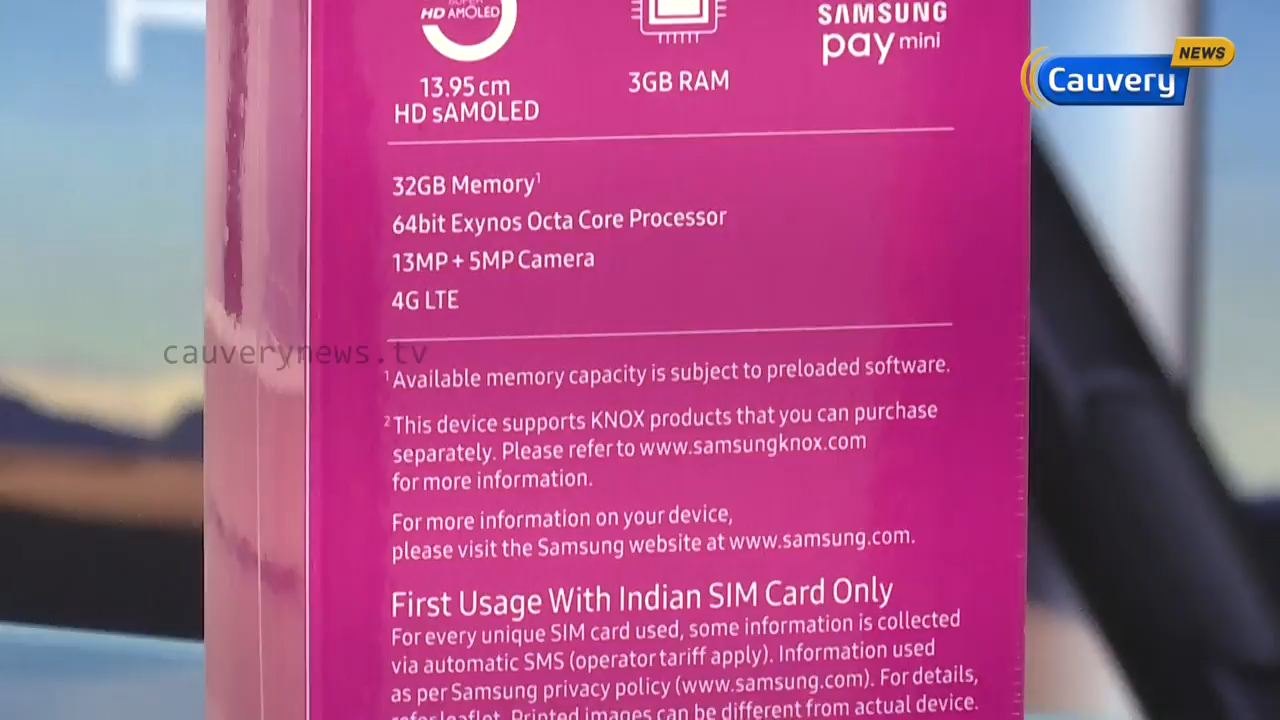 HD AMOLED
13.95 cm
HD sAMOLED
3GB RAM
SAMSUNG
pay mini
NEWS
Cauvery
32GB Memory¹
64bit Exynos Octa Core Processor
13MP + 5MP Camera
4G LTE
cauverynews.tv
¹ Available memory capacity is subject to preloaded software.
² This device supports KNOX products that you can purchase
separately. Please refer to www.samsungknox.com
for more information.
For more information on your device,
please visit the Samsung website at www.samsung.com.
First Usage With Indian SIM Card Only
For every unique SIM card used, some information is collected
via automatic SMS (operator tariff apply). Information used
as per Samsung privacy policy (www.samsung.com). For details,
refer leaflet. Printed images can be different from actual device.